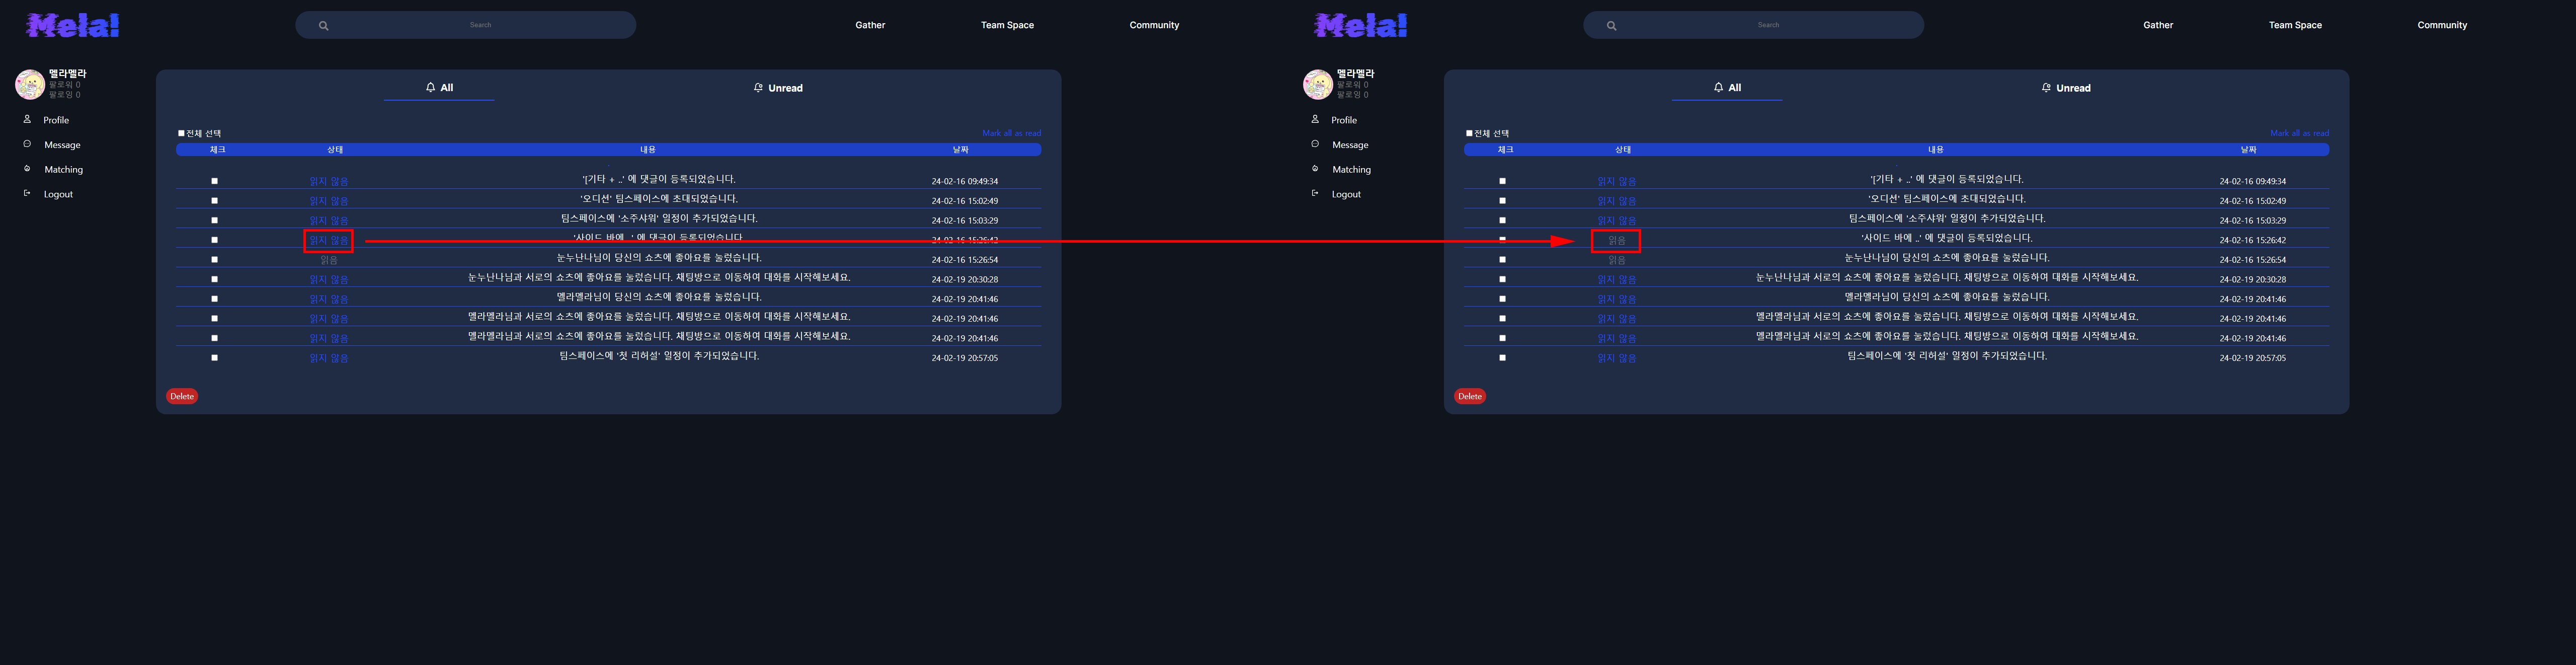 Mela!
Search
Gather
Team Space
Community
멜라멜라
팔로워 0
팔로잉 0
Profile
Message
Matching
Logout
All
Unread
전체 선택
Mark all as read
체크 상태 내용 날짜
읽지 않음 '[기타 + ..' 에 댓글이 등록되었습니다. 24-02-16 09:49:34
읽지 않음 '오디션' 팀스페이스에 초대되었습니다. 24-02-16 15:02:49
읽지 않음 팀스페이스에 '소주샤워' 일정이 추가되었습니다. 24-02-16 15:03:29
읽지 않음 '사이드 바에 ..' 에 댓글이 등록되었습니다. 24-02-16 15:26:42
읽음 눈누난나님이 당신의 쇼츠에 좋아요를 눌렀습니다. 24-02-16 15:26:54
읽지 않음 눈누난나님과 서로의 쇼츠에 좋아요를 눌렀습니다. 채팅방으로 이동하여 대화를 시작해보세요. 24-02-19 20:30:28
읽지 않음 멜라멜라님이 당신의 쇼츠에 좋아요를 눌렀습니다. 24-02-19 20:41:46
읽지 않음 멜라멜라님과 서로의 쇼츠에 좋아요를 눌렀습니다. 채팅방으로 이동하여 대화를 시작해보세요. 24-02-19 20:41:46
읽지 않음 멜라멜라님과 서로의 쇼츠에 좋아요를 눌렀습니다. 채팅방으로 이동하여 대화를 시작해보세요. 24-02-19 20:41:46
읽지 않음 팀스페이스에 '첫 리허설' 일정이 추가되었습니다. 24-02-19 20:57:05
Delete
Mela!
Search
Gather
Team Space
Community
멜라멜라
팔로워 0
팔로잉 0
Profile
Message
Matching
Logout
All
Unread
전체 선택
Mark all as read
체크 상태 내용 날짜
읽지 않음 '[기타 + ..' 에 댓글이 등록되었습니다. 24-02-16 09:49:34
읽지 않음 '오디션' 팀스페이스에 초대되었습니다. 24-02-16 15:02:49
읽지 않음 팀스페이스에 '소주샤워' 일정이 추가되었습니다. 24-02-16 15:03:29
읽음 '사이드 바에 ..' 에 댓글이 등록되었습니다. 24-02-16 15:26:42
읽음 눈누난나님이 당신의 쇼츠에 좋아요를 눌렀습니다. 24-02-16 15:26:54
읽지 않음 눈누난나님과 서로의 쇼츠에 좋아요를 눌렀습니다. 채팅방으로 이동하여 대화를 시작해보세요. 24-02-19 20:30:28
읽지 않음 멜라멜라님이 당신의 쇼츠에 좋아요를 눌렀습니다. 24-02-19 20:41:46
읽지 않음 멜라멜라님과 서로의 쇼츠에 좋아요를 눌렀습니다. 채팅방으로 이동하여 대화를 시작해보세요. 24-02-19 20:41:46
읽지 않음 멜라멜라님과 서로의 쇼츠에 좋아요를 눌렀습니다. 채팅방으로 이동하여 대화를 시작해보세요. 24-02-19 20:41:46
읽지 않음 팀스페이스에 '첫 리허설' 일정이 추가되었습니다. 24-02-19 20:57:05
Delete